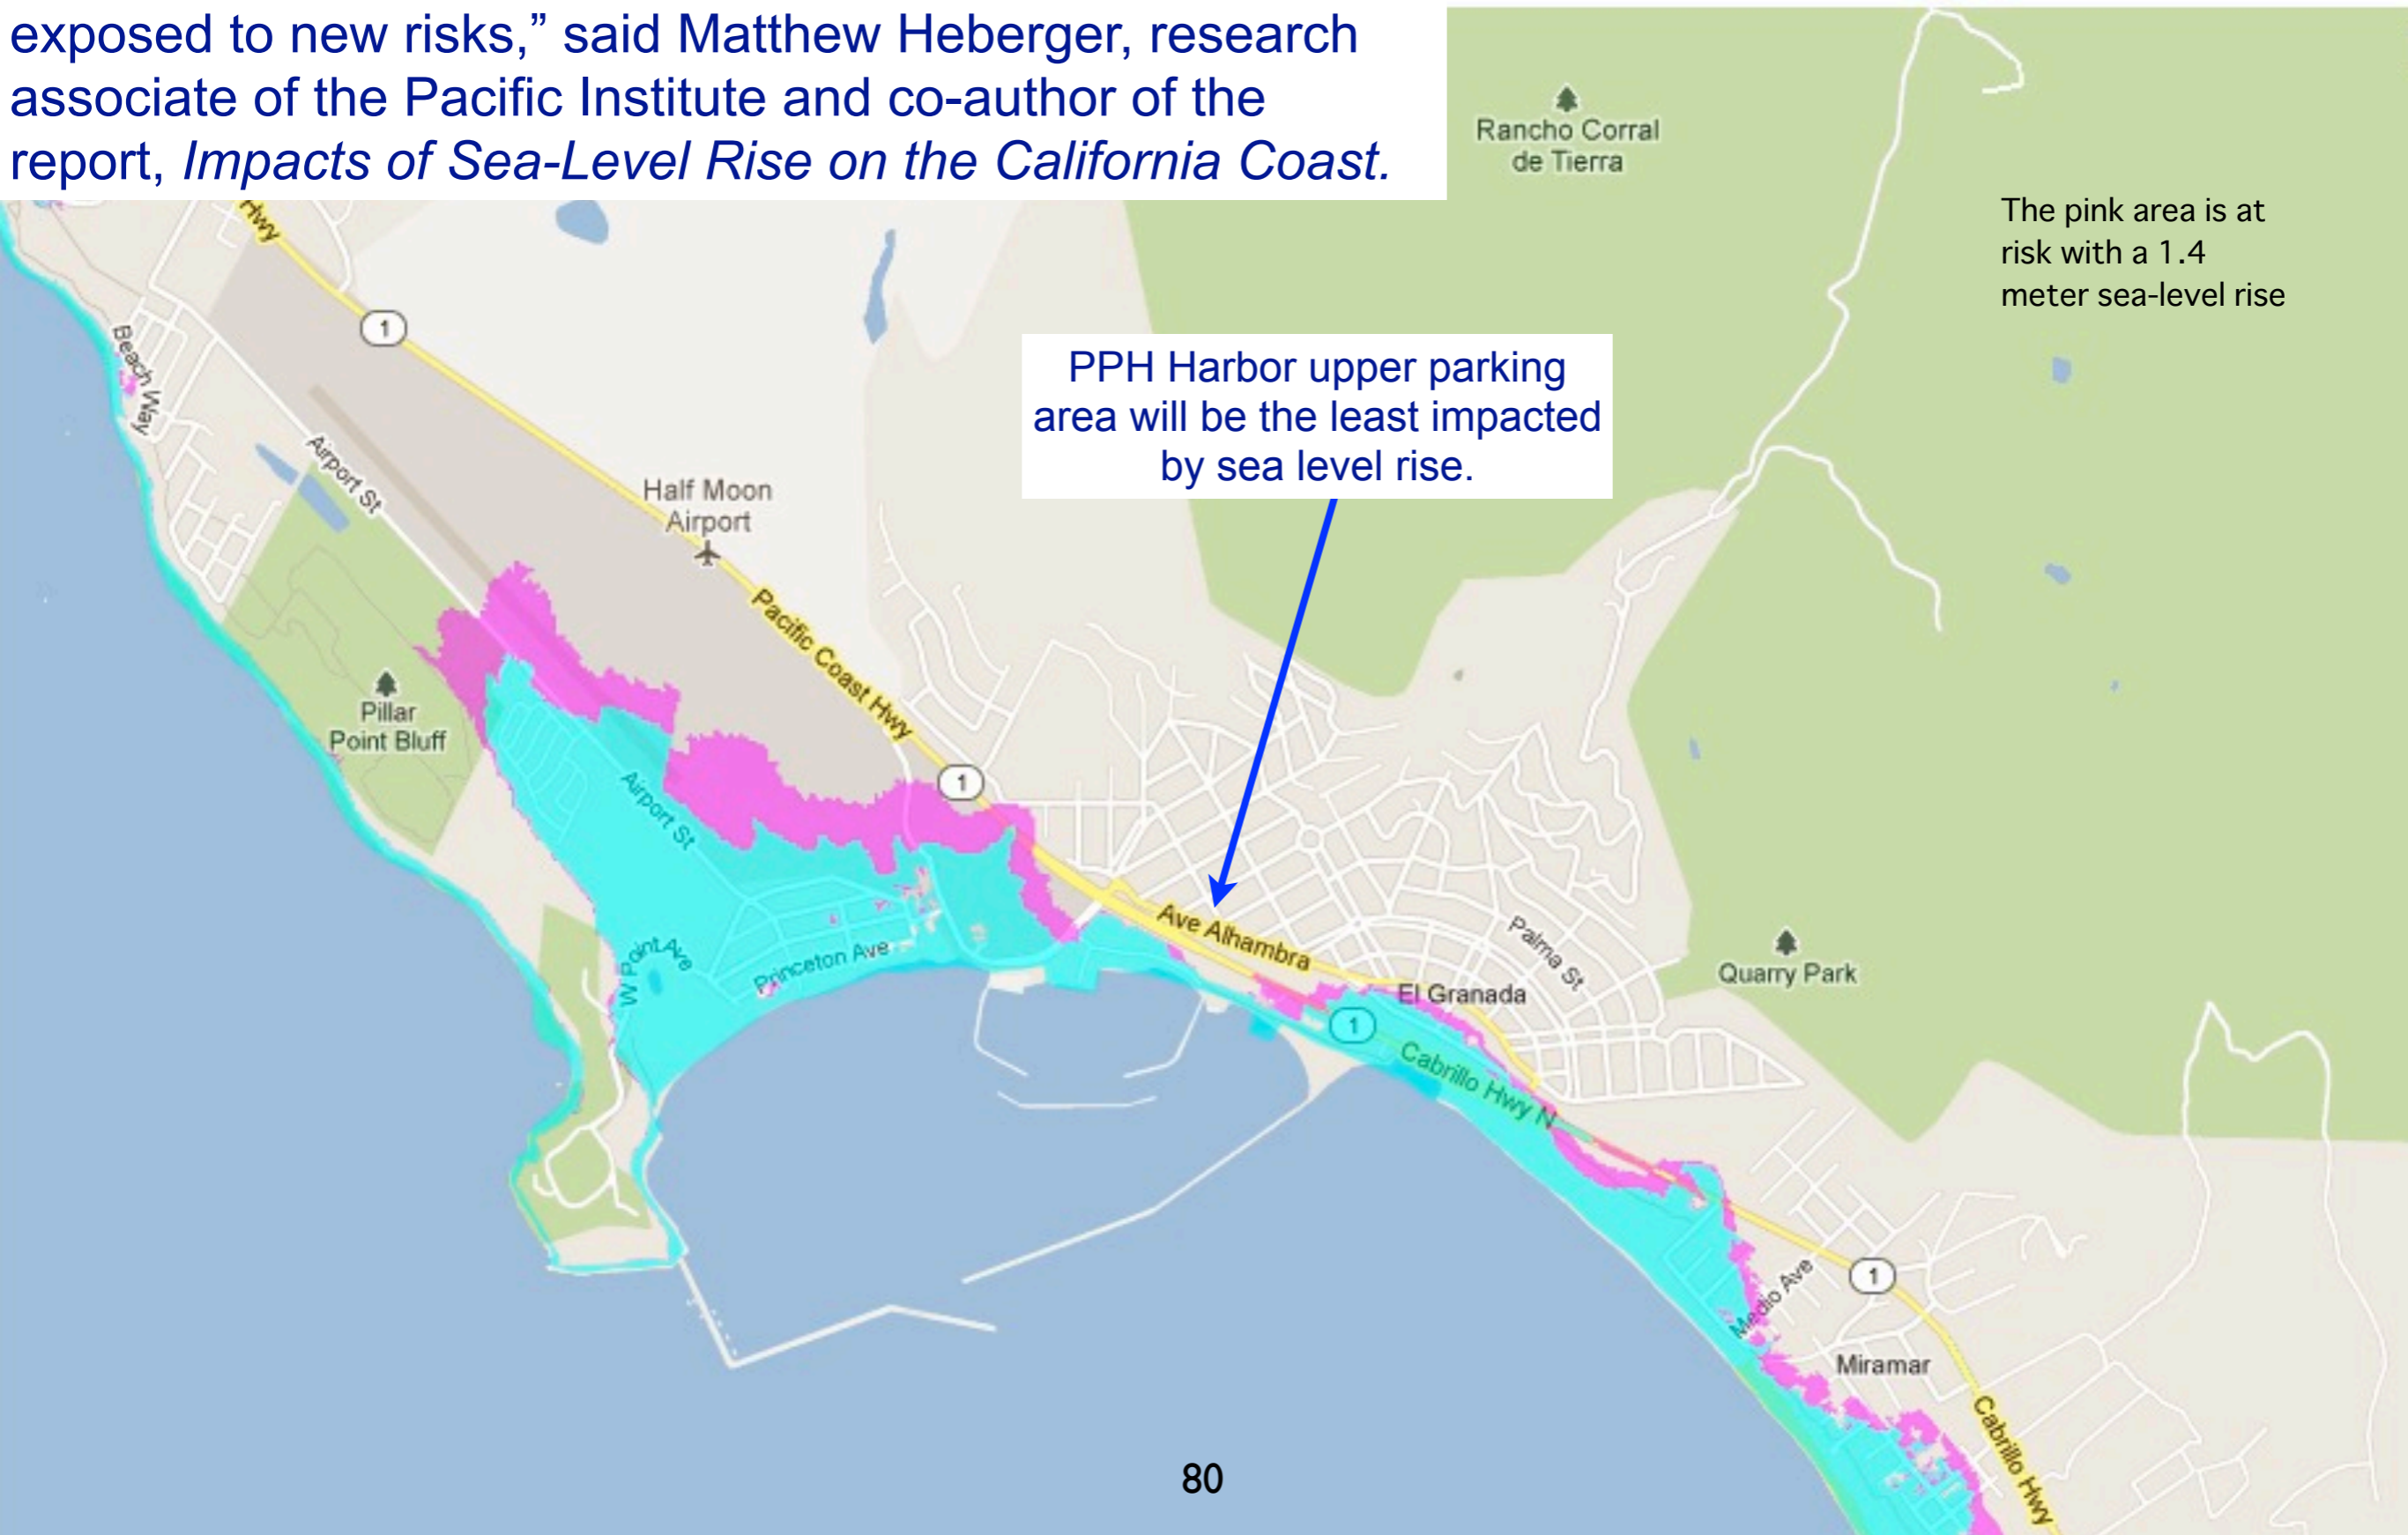 exposed to new risks,” said Matthew Heberger, research
associate of the Pacific Institute and co-author of the
report, Impacts of Sea-Level Rise on the California Coast.
Rancho Corral
de Tierra
The pink area is at
risk with a 1.4
meter sea-level rise
Hwy
1
Beach Way
PPH Harbor upper parking
area will be the least impacted
by sea level rise.
Airport St
Half Moon
Airport
Pacific Coast Hwy
Pillar
Point Bluff
1
Airport St
Ave Alhambra
Palma St
W Point Ave
Princeton Ave
Quarry Park
El Granada
1
Cabrillo Hwy N
1
Medio Ave
Miramar
Cabrillo Hwy
80